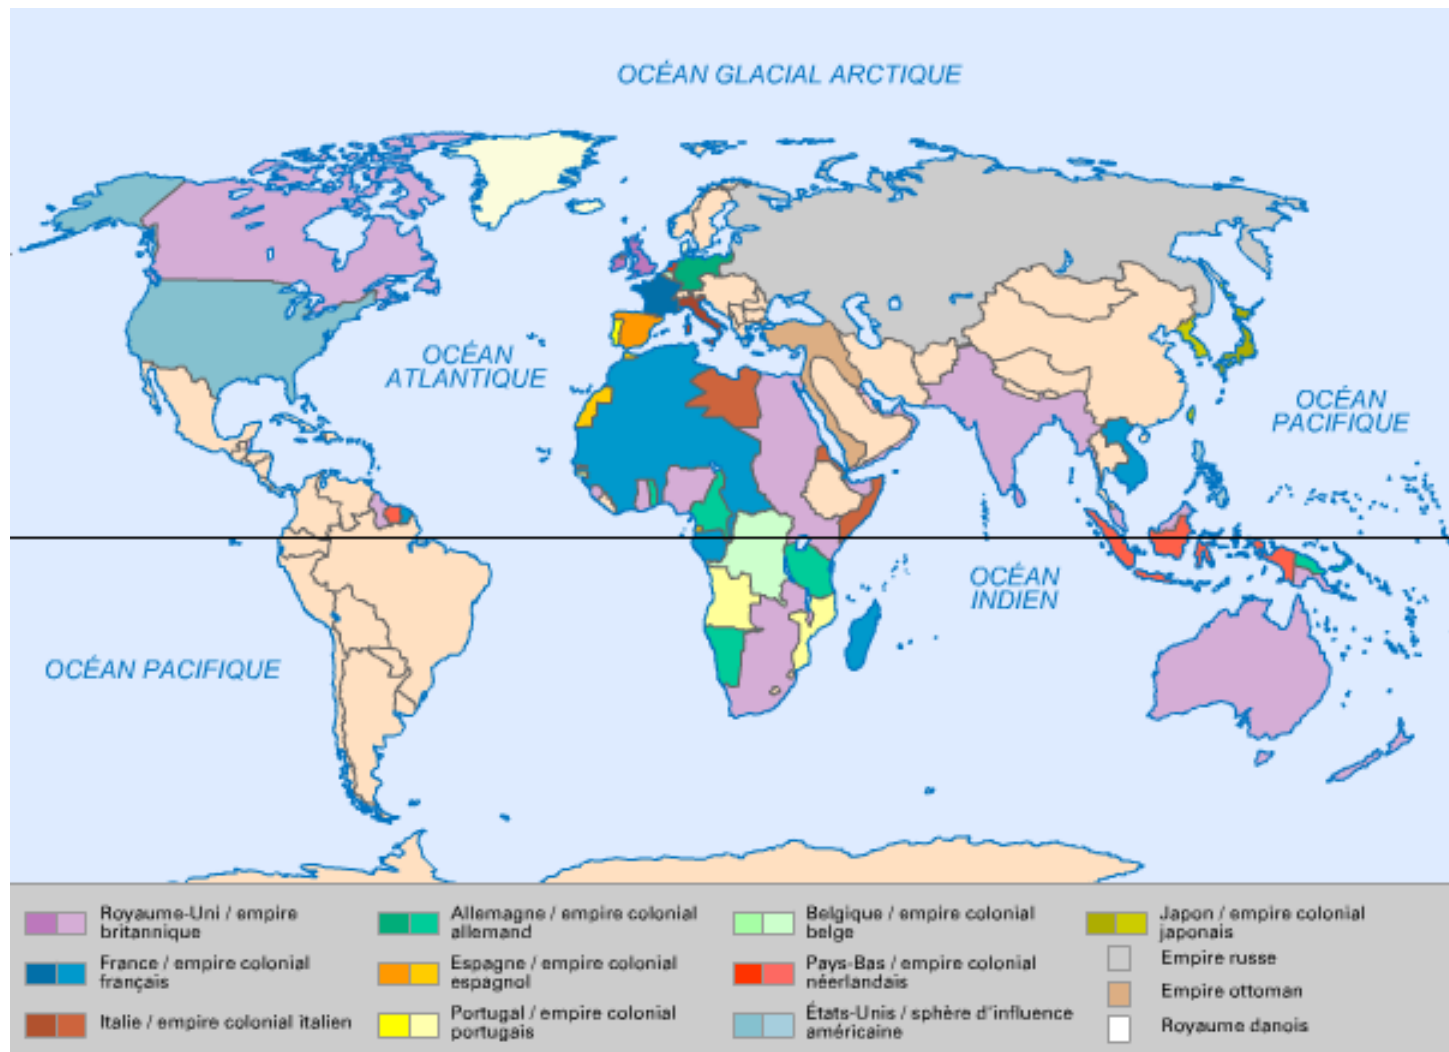 OCÉAN GLACIAL ARCTIQUE
OCÉAN
ATLANTIQUE
OCÉAN
PACIFIQUE
OCÉAN
INDIEN
OCÉAN PACIFIQUE
Royaume-Uni / empire
britannique
France / empire colonial
français
Italie / empire colonial italien
Allemagne / empire colonial
allemand
Espagne / empire colonial
espagnol
Portugal / empire colonial
portugais
Belgique / empire colonial
belge
Pays-Bas / empire colonial
néerlandais
États-Unis / sphère d'influence
américaine
Japon / empire colonial
japonais
Empire russe
Empire ottoman
Royaume danois